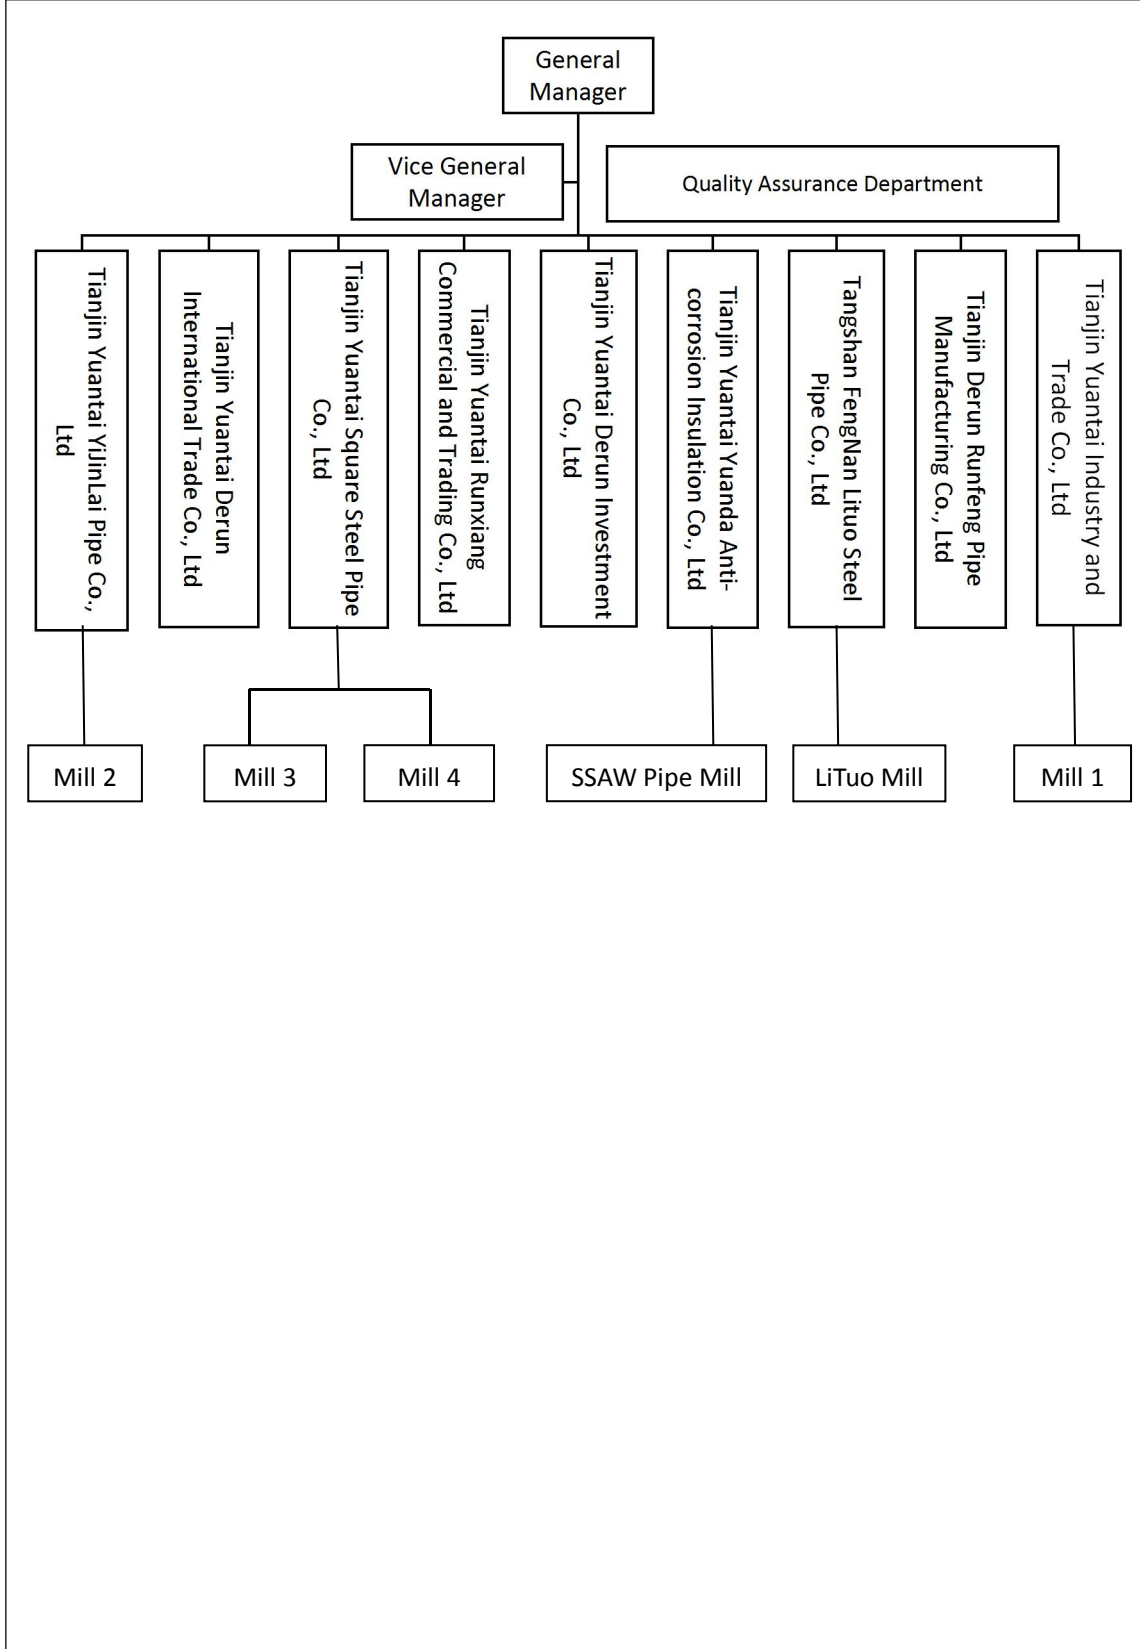 General
Manager
Vice General
Manager
Quality Assurance Department
Tianjin Yuantai YiJinLai Pipe Co.,
Ltd
Tianjin Yuantai Derun
International Trade Co., Ltd
Tianjin Yuantai Square Steel Pipe
Co., Ltd
Tianjin Yuantai Runxiang
Commercial and Trading Co., Ltd
Tianjin Yuantai Derun Investment
Co., Ltd
Tianjin Yuantai Yuanda Anti-
corrosion Insulation Co., Ltd
Tangshan FengNan Lituo Steel
Pipe Co., Ltd
Tianjin Derun Runfeng Pipe
Manufacturing Co., Ltd
Tianjin Yuantai Industry and
Trade Co., Ltd
Mill 2
Mill 3
Mill 4
SSAW Pipe Mill
LiTuo Mill
Mill 1